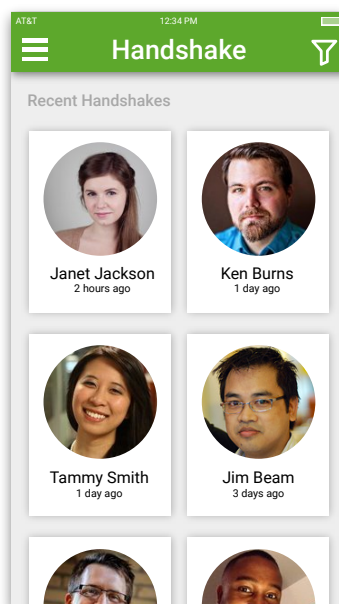 AT&T 12:34 PM
Handshake
Recent Handshakes
Janet Jackson
2 hours ago
Ken Burns
1 day ago
Tammy Smith
1 day ago
Jim Beam
3 days ago